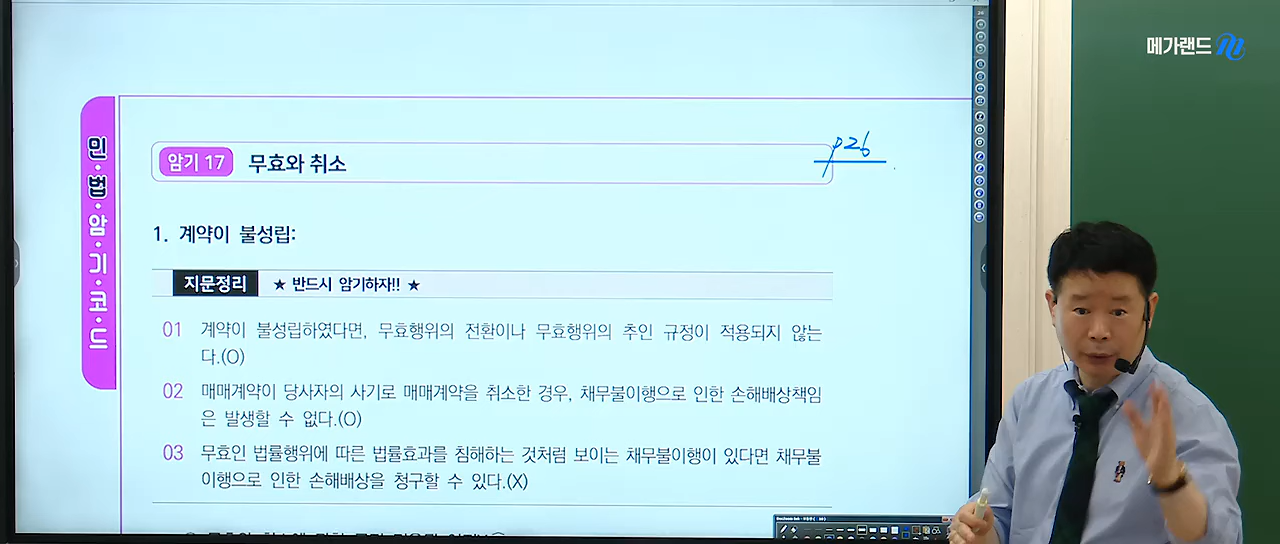 메가랜드
민·법·암·기·코·드
암기 17 무효와 취소
p26
1. 계약이 불성립:
지문정리 ★ 반드시 암기하자!! ★
01 계약이 불성립하였다면, 무효행위의 전환이나 무효행위의 추인 규정이 적용되지 않는
다.(O)
02 매매계약이 당사자의 사기로 매매계약을 취소한 경우, 채무불이행으로 인한 손해배상책임
은 발생할 수 없다.(O)
03 무효인 법률행위에 따른 법률효과를 침해하는 것처럼 보이는 채무불이행이 있다면 채무불
이행으로 인한 손해배상을 청구할 수 있다.(X)